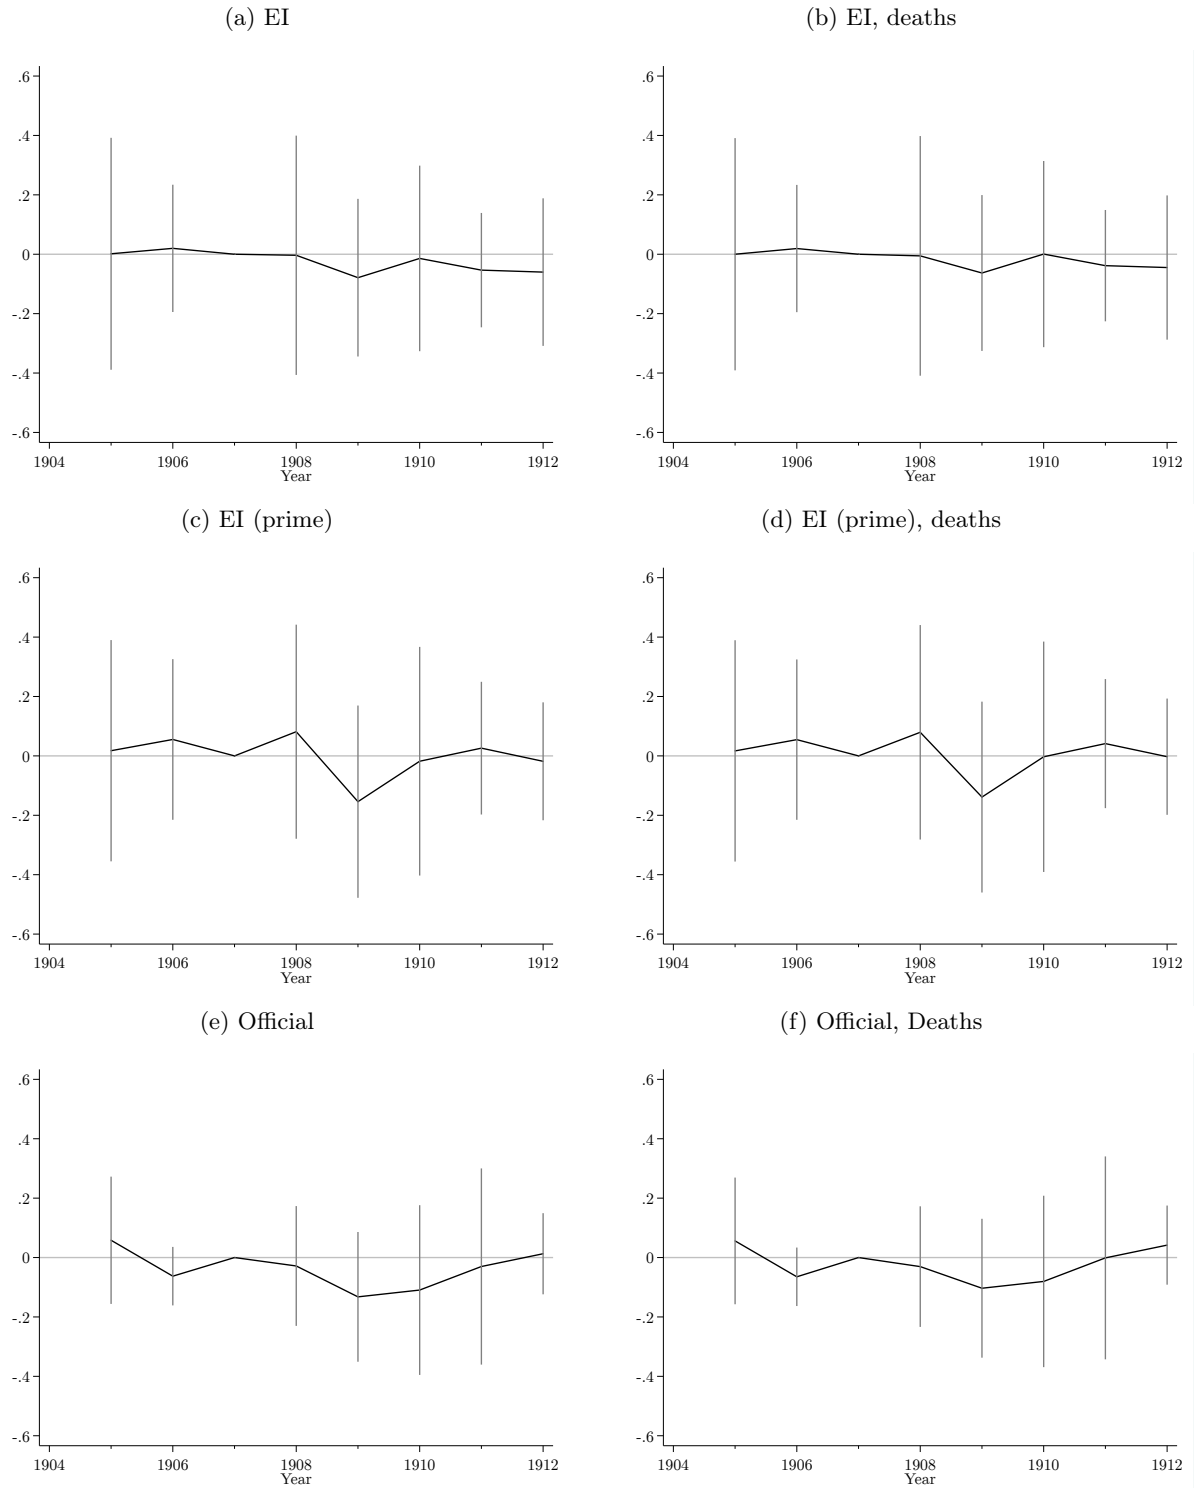 (a) EI
(b) EI, deaths
.6
.4
.2
0
-.2
-.4
-.6
1904 1906 1908 1910 1912
Year
.6
.4
.2
0
-.2
-.4
-.6
1904 1906 1908 1910 1912
Year
(c) EI (prime)
(d) EI (prime), deaths
.6
.4
.2
0
-.2
-.4
-.6
1904 1906 1908 1910 1912
Year
.6
.4
.2
0
-.2
-.4
-.6
1904 1906 1908 1910 1912
Year
(e) Official
(f) Official, Deaths
.6
.4
.2
0
-.2
-.4
-.6
1904 1906 1908 1910 1912
Year
.6
.4
.2
0
-.2
-.4
-.6
1904 1906 1908 1910 1912
Year